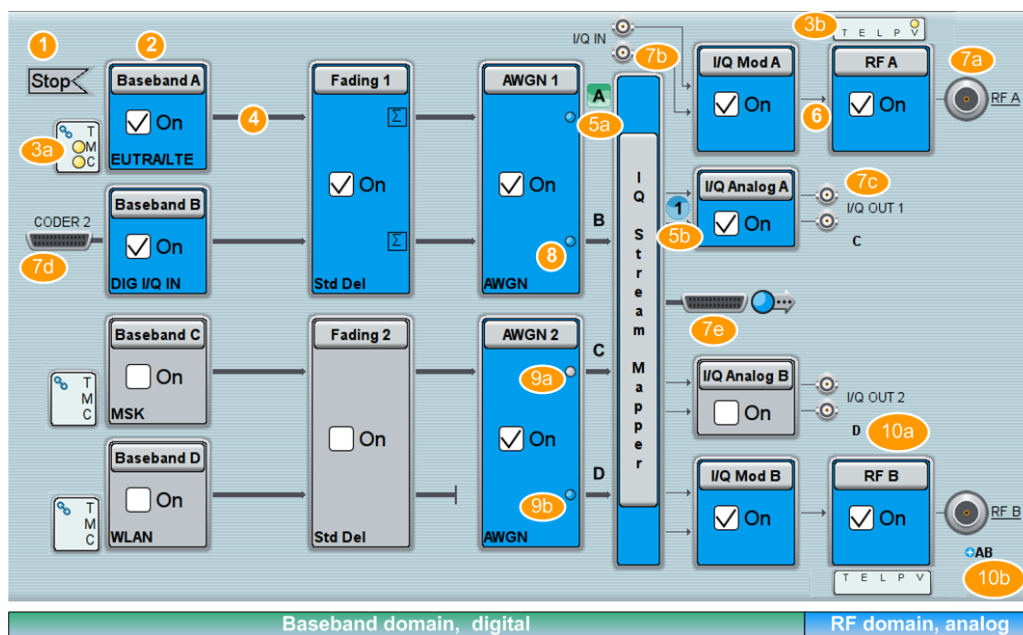 1
2
3b
T E L P V
I/Q IN
7b
7a
Stop
Baseband A
Fading 1
AWGN 1
I/Q Mod A
RF A
A
Σ
On
4
5a
On
6
On
RF A
T
M
C
3a
EUTRA/LTE
On
On
I/Q Analog A
7c
Baseband B
1
I/Q OUT 1
CODER 2
B
5b
On
C
On
Σ
8
7d
DIG I/Q IN
Std Del
AWGN
IQ Stream Mapper
7e
Baseband C
Fading 2
AWGN 2
C
On
9a
I/Q Analog B
T
M
C
MSK
On
I/Q OUT 2
On
On
D
10a
Baseband D
D
I/Q Mod B
RF B
On
9b
On
On
RF B
T
M
C
WLAN
Std Del
AWGN
AB
T E L P V
10b
Baseband domain, digital
RF domain, analog